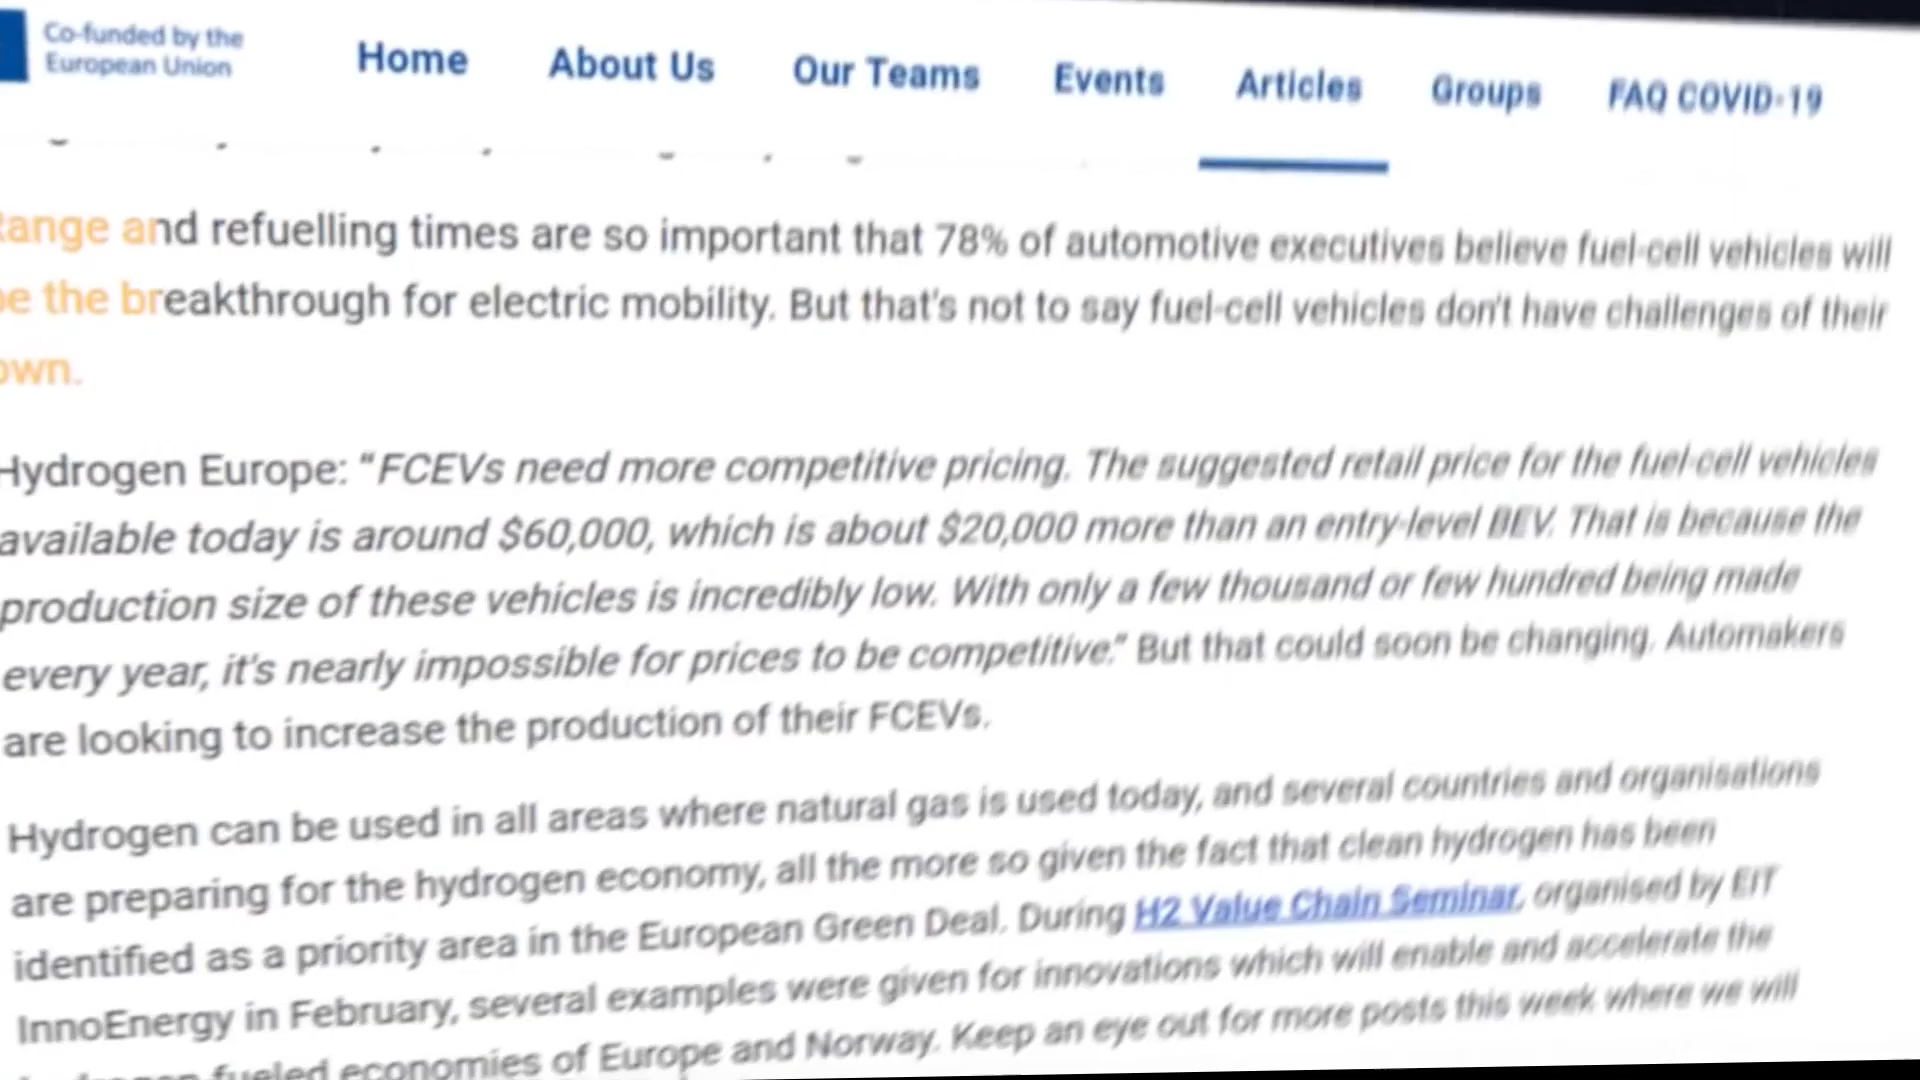 Co-funded by the
European Union
Home About Us Our Teams Events Articles Groups FAQ COVID-19
ange and refuelling times are so important that 78% of automotive executives believe fuel-cell vehicles will
be the breakthrough for electric mobility. But that's not to say fuel-cell vehicles don't have challenges of their
own.
Hydrogen Europe: "FCEVs need more competitive pricing. The suggested retail price for the fuel-cell vehicles
available today is around $60,000, which is about $20,000 more than an entry-level BEV. That is because the
production size of these vehicles is incredibly low. With only a few thousand or few hundred being made
every year, it's nearly impossible for prices to be competitive." But that could soon be changing. Automakers
are looking to increase the production of their FCEVs.
Hydrogen can be used in all areas where natural gas is used today, and several countries and organisations
are preparing for the hydrogen economy, all the more so given the fact that clean hydrogen has been
identified as a priority area in the European Green Deal. During H2 Value Chain Seminar, organised by EIT
InnoEnergy in February, several examples were given for innovations which will enable and accelerate the
fueled economies of Europe and Norway. Keep an eye out for more posts this week where we will